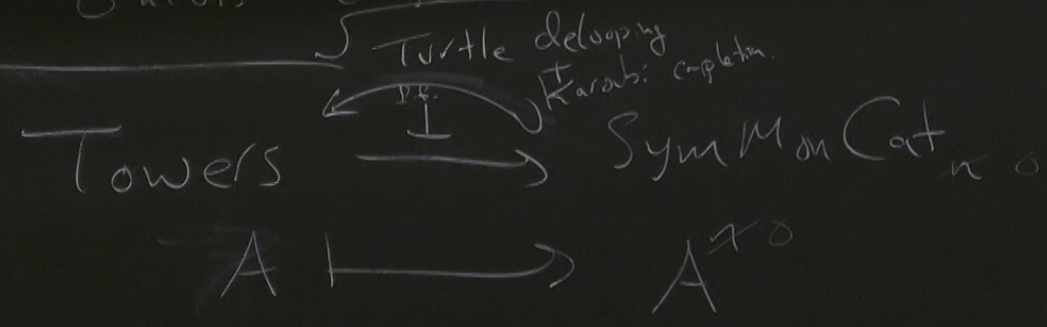 Turtle delooping
+
Karoubi completion.
Towers ⊥ SymMonCat
A ↦ A